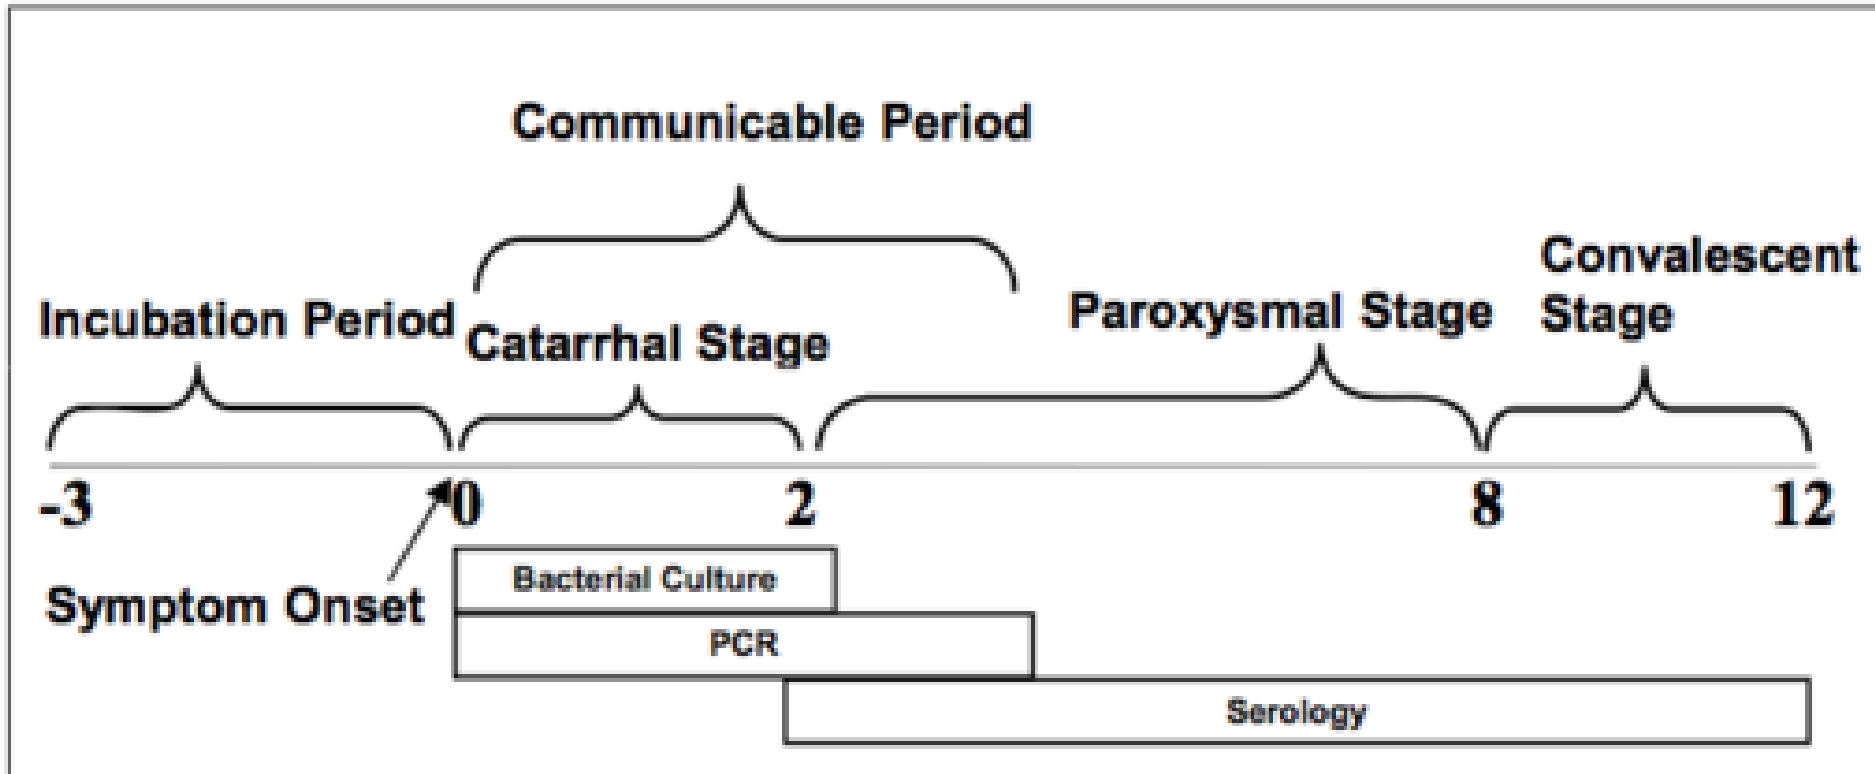 Communicable Period
Convalescent
Stage
Incubation Period
Catarrhal Stage
Paroxysmal Stage
-3 0 2 8 12
Symptom Onset
Bacterial Culture
PCR
Serology